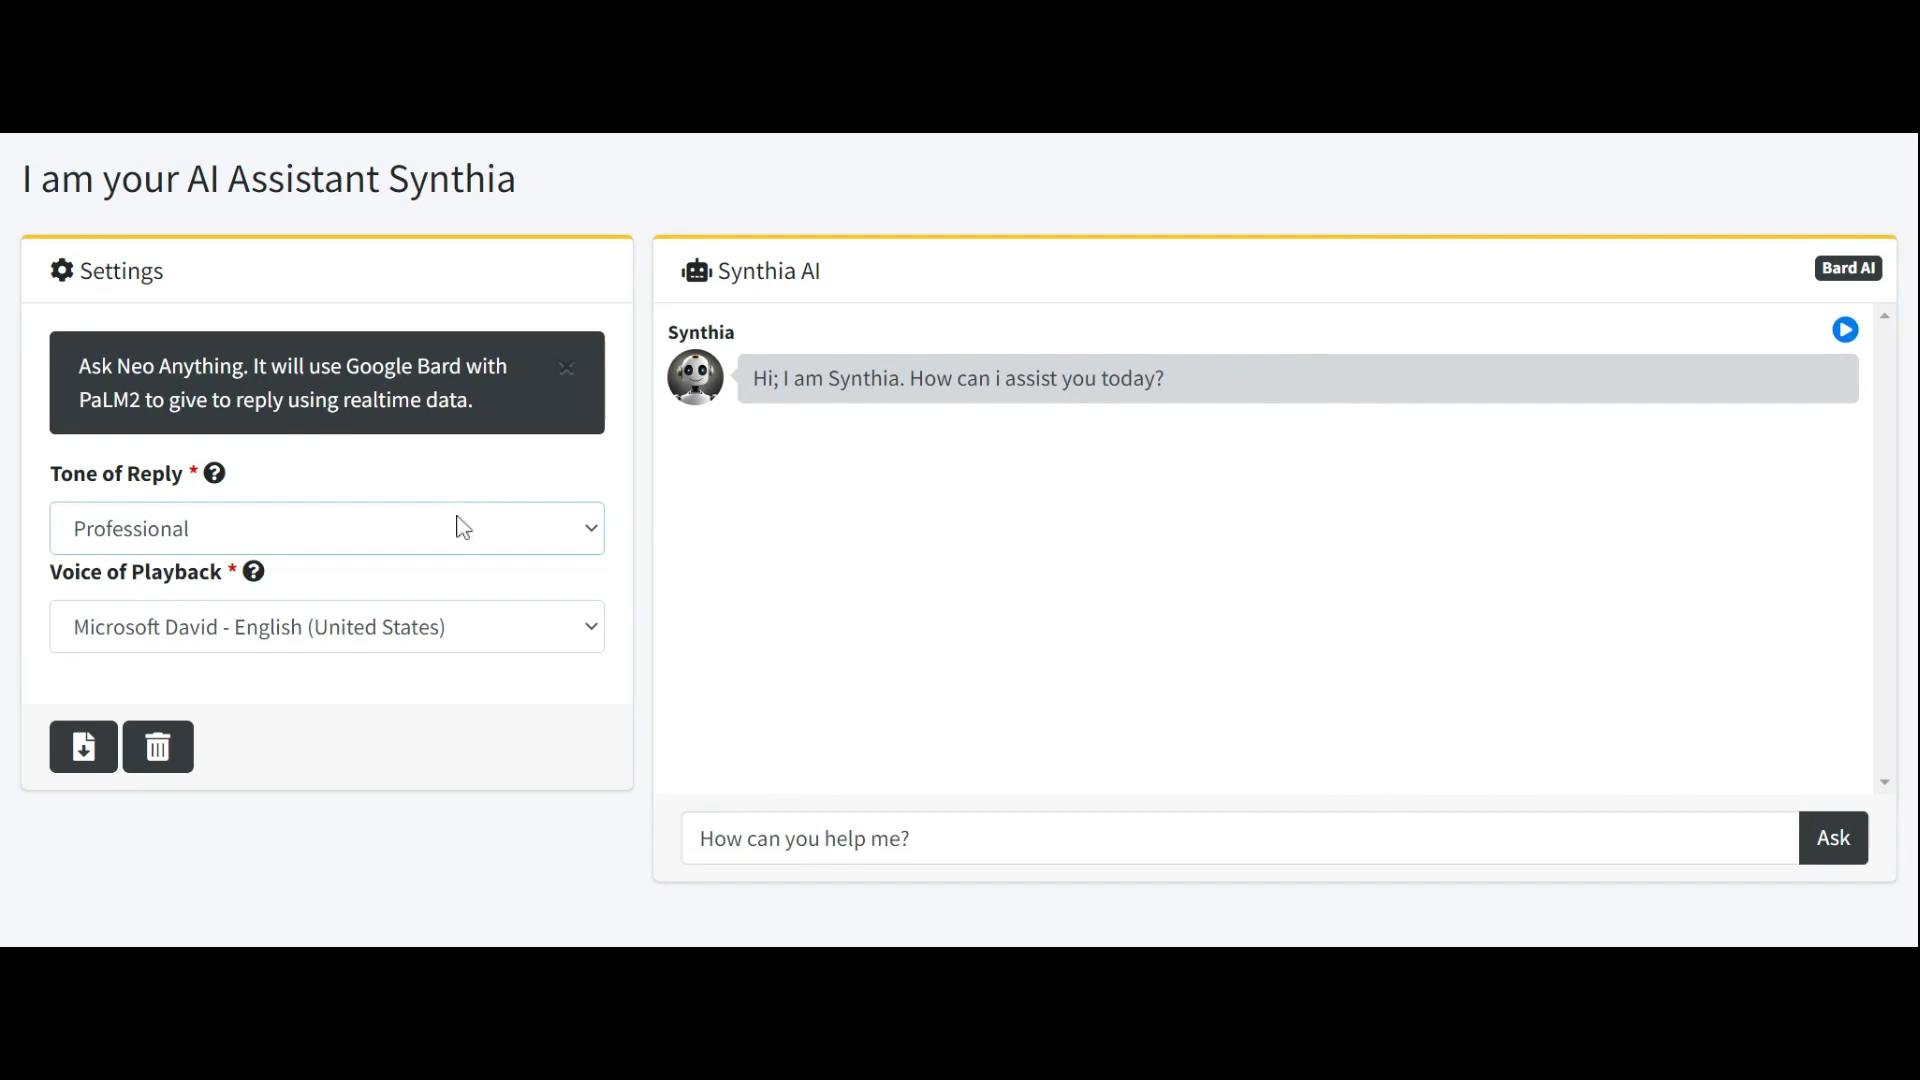 I am your AI Assistant Synthia
Settings
Ask Neo Anything. It will use Google Bard with
PaLM2 to give to reply using realtime data.
Tone of Reply *
Professional
Voice of Playback *
Microsoft David - English (United States)
Synthia AI
Bard AI
Synthia
Hi; I am Synthia. How can i assist you today?
How can you help me?
Ask